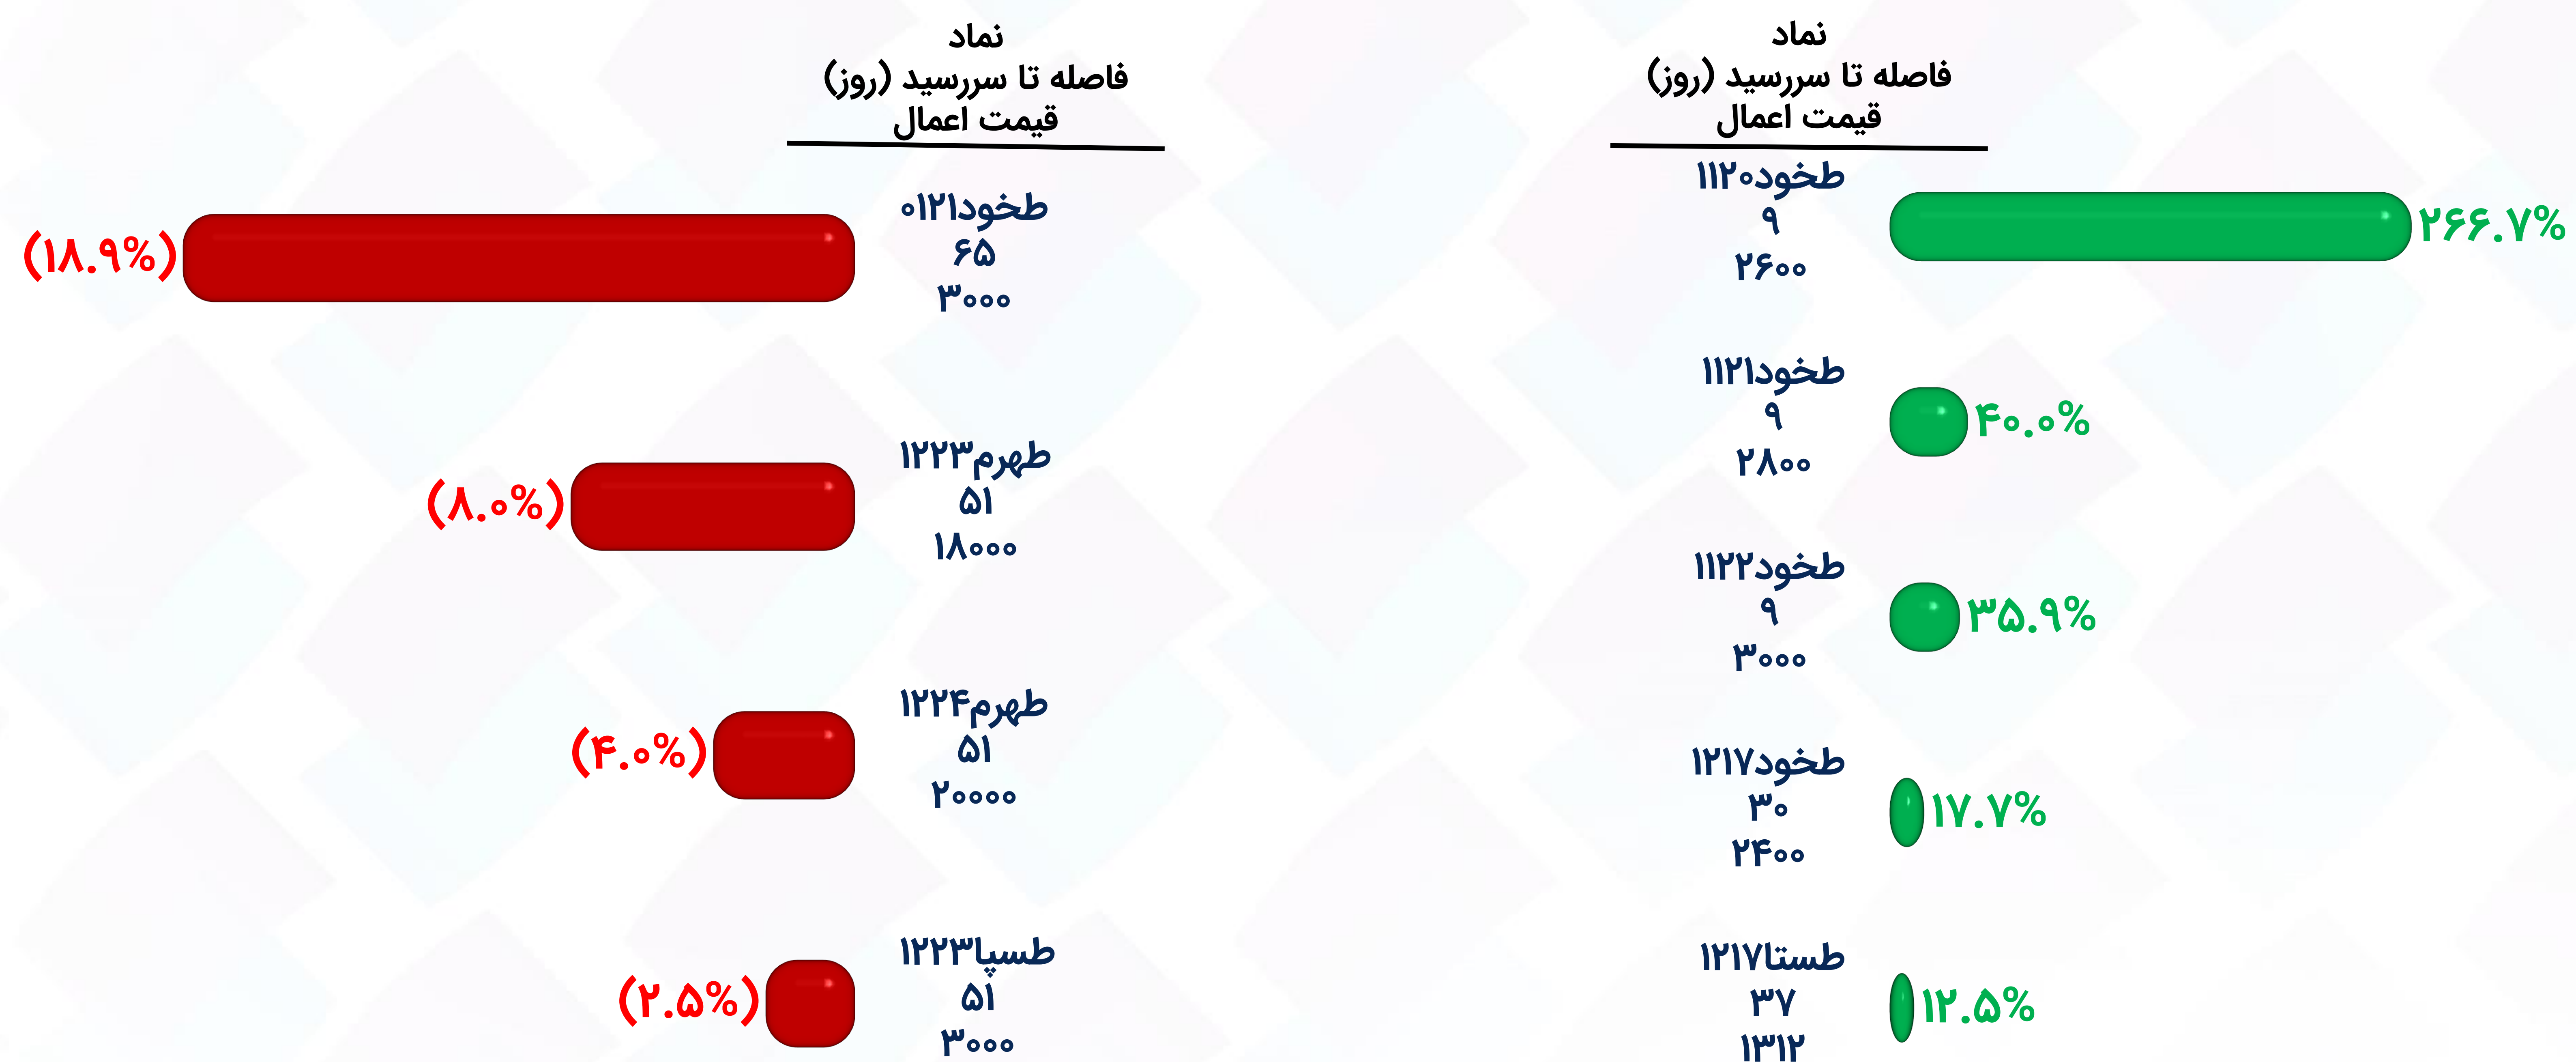 نماد
فاصله تا سررسید (روز)
قیمت اعمال
طخود۱۱۲۰
۹
۲۶۰۰
۲۶۶.۷%
طخود۱۱۲۱
۹
۲۸۰۰
۴۰.۰%
طخود۱۱۲۲
۹
۳۰۰۰
۳۵.۹%
طخود۱۲۱۷
۳۰
۲۴۰۰
۱۷.۷%
طستا۱۲۱۷
۳۷
۱۳۱۲
۱۲.۵%
نماد
فاصله تا سررسید (روز)
قیمت اعمال
طخود۰۱۲۱
۶۵
۳۰۰۰
(۱۸.۹%)
طهرم۱۲۲۳
۵۱
۱۸۰۰۰
(۸.۰%)
طهرم۱۲۲۴
۵۱
۲۰۰۰۰
(۴.۰%)
طسپا۱۲۲۳
۵۱
۳۰۰۰
(۲.۵%)